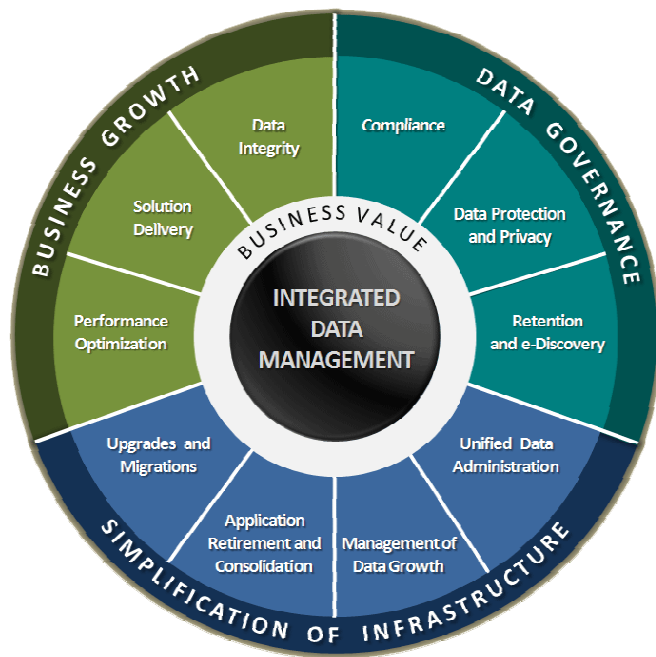 BUSINESS GROWTH
DATA GOVERNANCE
SIMPLIFICATION OF INFRASTRUCTURE
BUSINESS VALUE
INTEGRATED
DATA
MANAGEMENT
Data
Integrity
Compliance
Solution
Delivery
Data Protection
and Privacy
Performance
Optimization
Retention
and e-Discovery
Upgrades and
Migrations
Unified Data
Administration
Application
Retirement and
Consolidation
Management of
Data Growth